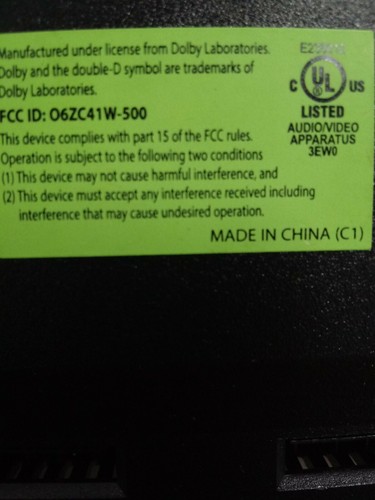 Manufactured under license from Dolby Laboratories.
Dolby and the double-D symbol are trademarks of
Dolby Laboratories.
FCC ID: O6ZC41W-500
This device complies with part 15 of the FCC rules.
Operation is subject to the following two conditions
(1) This device may not cause harmful interference, and
(2) This device must accept any interference received including
interference that may cause undesired operation.
C UL US
LISTED
AUDIO/VIDEO
APPARATUS
3EW0
MADE IN CHINA (C1)